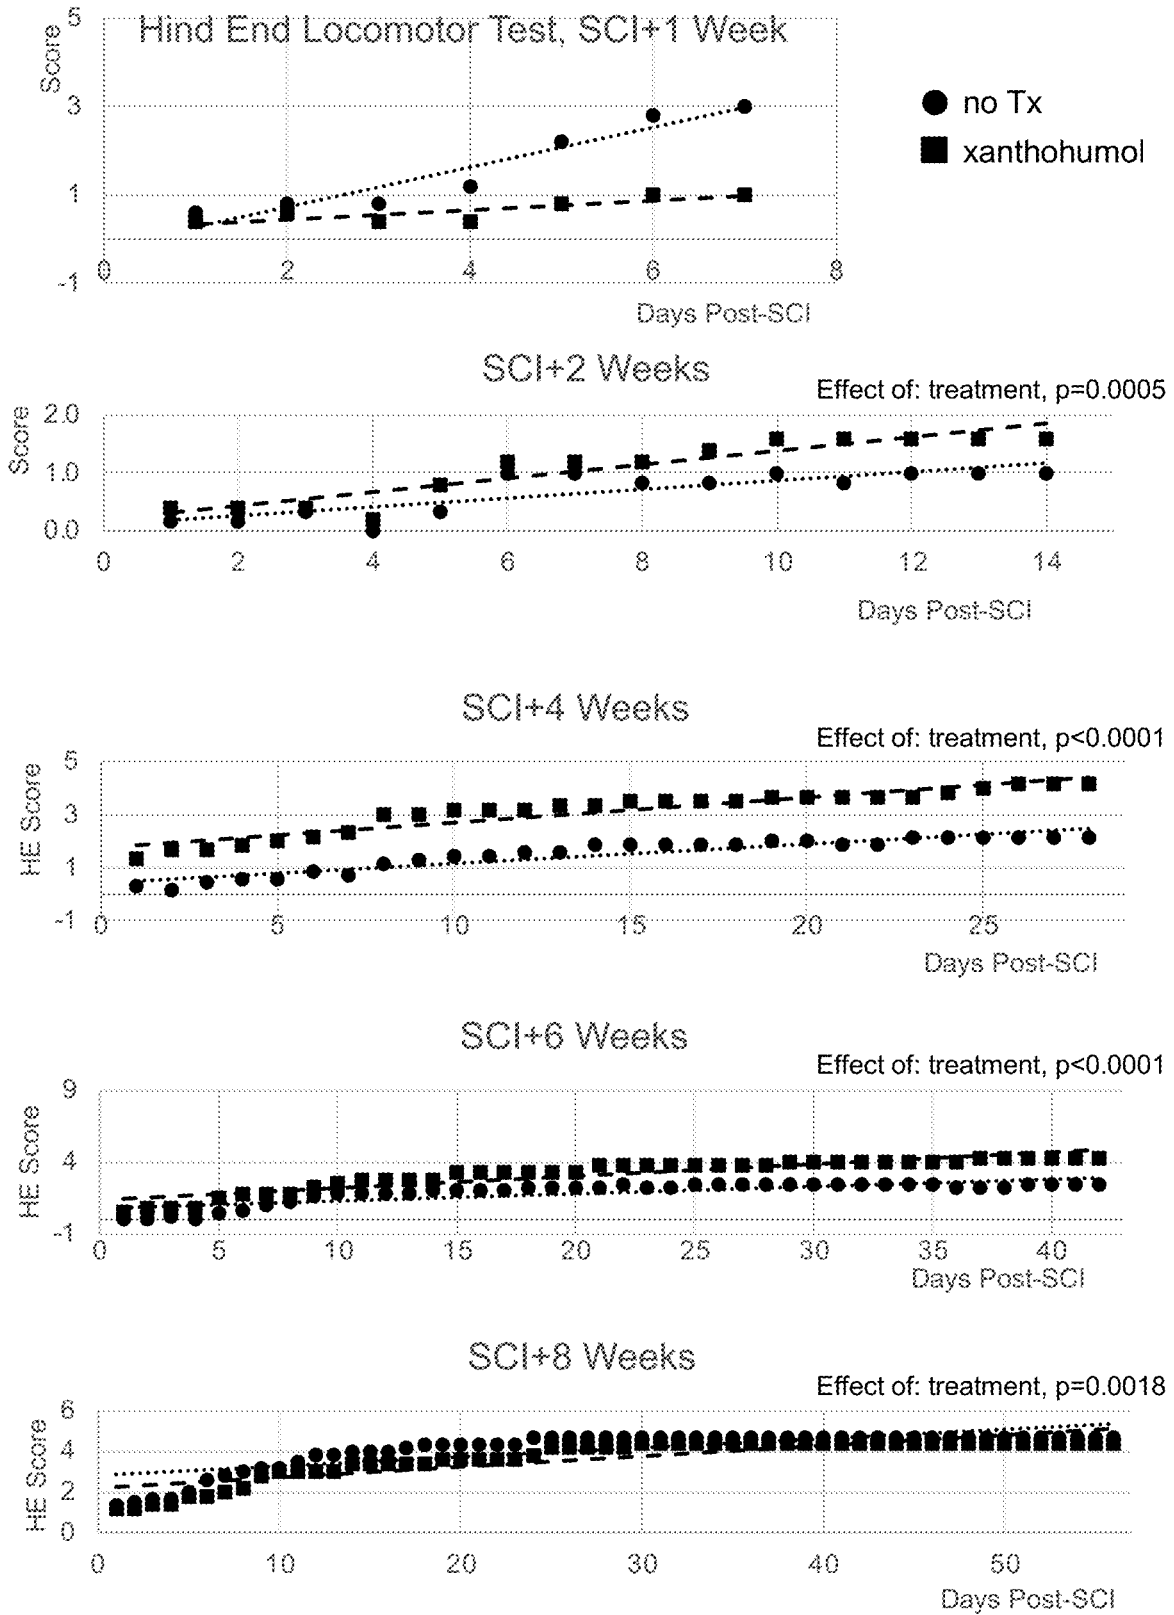 Hind End Locomotor Test, SCI+1 Week
Score
5
3
1
-1
0 2 4 6 8
Days Post-SCI
no Tx
xanthohumol
SCI+2 Weeks
Effect of: treatment, p=0.0005
Score
2.0
1.0
0.0
0 2 4 6 8 10 12 14
Days Post-SCI
SCI+4 Weeks
Effect of: treatment, p<0.0001
HE Score
5
3
1
-1
0 5 10 15 20 25
Days Post-SCI
SCI+6 Weeks
Effect of: treatment, p<0.0001
HE Score
9
4
-1
0 5 10 15 20 25 30 35 40
Days Post-SCI
SCI+8 Weeks
Effect of: treatment, p=0.0018
HE Score
6
4
2
0
0 10 20 30 40 50
Days Post-SCI